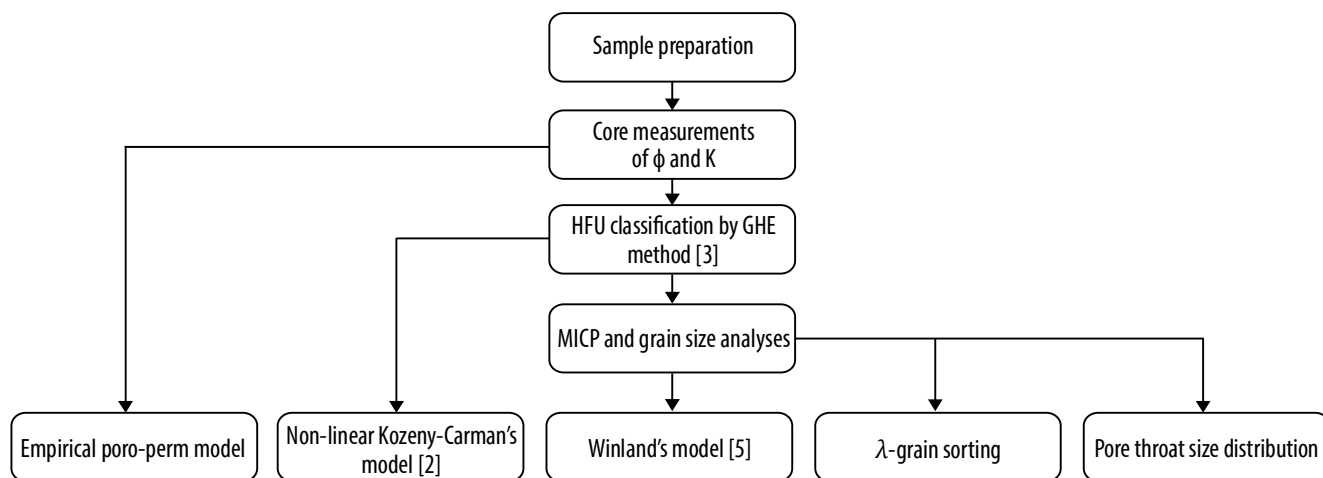 Sample preparation
Core measurements
of ϕ and K
HFU classification by GHE
method [3]
MICP and grain size analyses
Empirical poro-perm model
Non-linear Kozeny-Carman's
model [2]
Winland's model [5]
λ-grain sorting
Pore throat size distribution